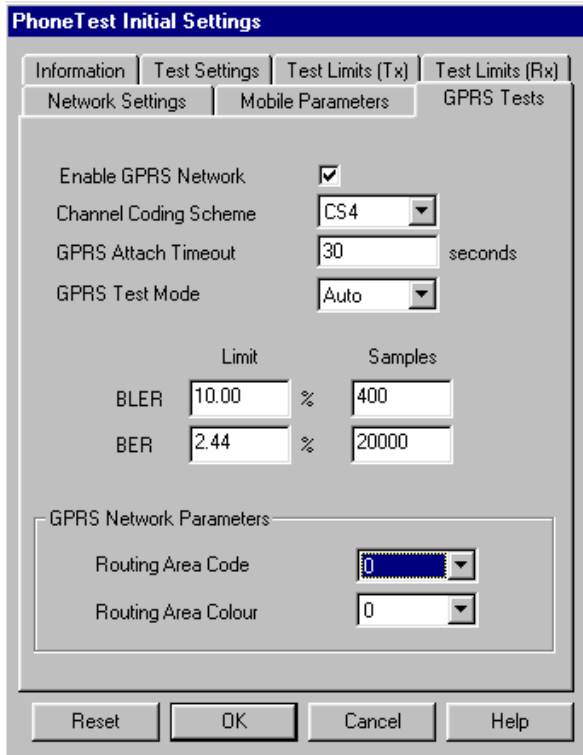 PhoneTest Initial Settings
Information Test Settings Test Limits (Tx) Test Limits (Rx)
Network Settings Mobile Parameters GPRS Tests
Enable GPRS Network
Channel Coding Scheme CS4
GPRS Attach Timeout 30 seconds
GPRS Test Mode Auto
Limit Samples
BLER 10.00 % 400
BER 2.44 % 20000
GPRS Network Parameters
Routing Area Code 0
Routing Area Colour 0
Reset OK Cancel Help